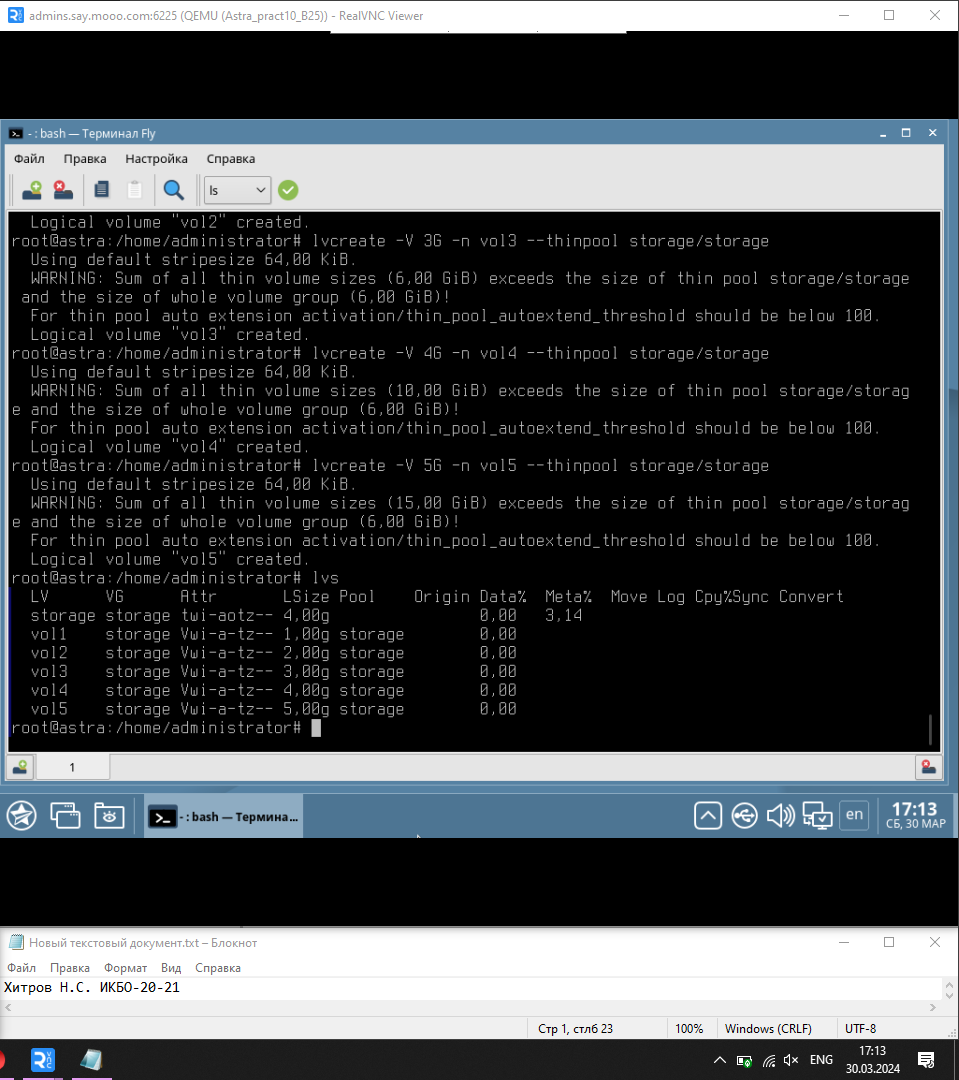 admins.say.mooo.com:6225 (QEMU (Astra_pract10_B25)) - RealVNC Viewer
- : bash — Терминал Fly
Файл Правка Настройка Справка
ls
Logical volume "vol2" created.
root@astra:/home/administrator# lvcreate -V 3G -n vol3 --thinpool storage/storage
Using default stripesize 64,00 KiB.
WARNING: Sum of all thin volume sizes (6,00 GiB) exceeds the size of thin pool storage/storage
and the size of whole volume group (6,00 GiB)!
For thin pool auto extension activation/thin_pool_autoextend_threshold should be below 100.
Logical volume "vol3" created.
root@astra:/home/administrator# lvcreate -V 4G -n vol4 --thinpool storage/storage
Using default stripesize 64,00 KiB.
WARNING: Sum of all thin volume sizes (10,00 GiB) exceeds the size of thin pool storage/storag
e and the size of whole volume group (6,00 GiB)!
For thin pool auto extension activation/thin_pool_autoextend_threshold should be below 100.
Logical volume "vol4" created.
root@astra:/home/administrator# lvcreate -V 5G -n vol5 --thinpool storage/storage
Using default stripesize 64,00 KiB.
WARNING: Sum of all thin volume sizes (15,00 GiB) exceeds the size of thin pool storage/storag
e and the size of whole volume group (6,00 GiB)!
For thin pool auto extension activation/thin_pool_autoextend_threshold should be below 100.
Logical volume "vol5" created.
root@astra:/home/administrator# lvs
LV VG Attr LSize Pool Origin Data% Meta% Move Log Cpy%Sync Convert
storage storage twi-aotz-- 4,00g 0,00 3,14
vol1 storage Vwi-a-tz-- 1,00g storage 0,00
vol2 storage Vwi-a-tz-- 2,00g storage 0,00
vol3 storage Vwi-a-tz-- 3,00g storage 0,00
vol4 storage Vwi-a-tz-- 4,00g storage 0,00
vol5 storage Vwi-a-tz-- 5,00g storage 0,00
root@astra:/home/administrator#
1
- : bash — Термина...
en
17:13
СБ, 30 МАР
Новый текстовый документ.txt – Блокнот
Файл Правка Формат Вид Справка
Хитров Н.С. ИКБО-20-21
Стр 1, стлб 23 100% Windows (CRLF) UTF-8
ENG
17:13
30.03.2024